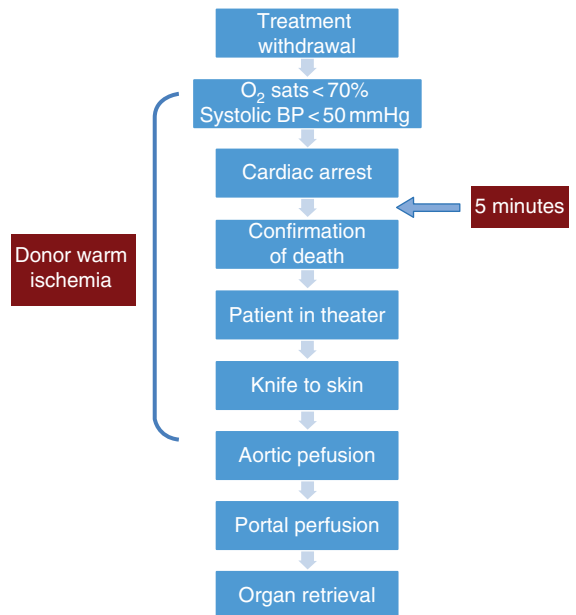 Treatment
withdrawal
O₂ sats < 70%
Systolic BP < 50 mmHg
Cardiac arrest
5 minutes
Confirmation
of death
Donor warm
ischemia
Patient in theater
Knife to skin
Aortic pefusion
Portal perfusion
Organ retrieval